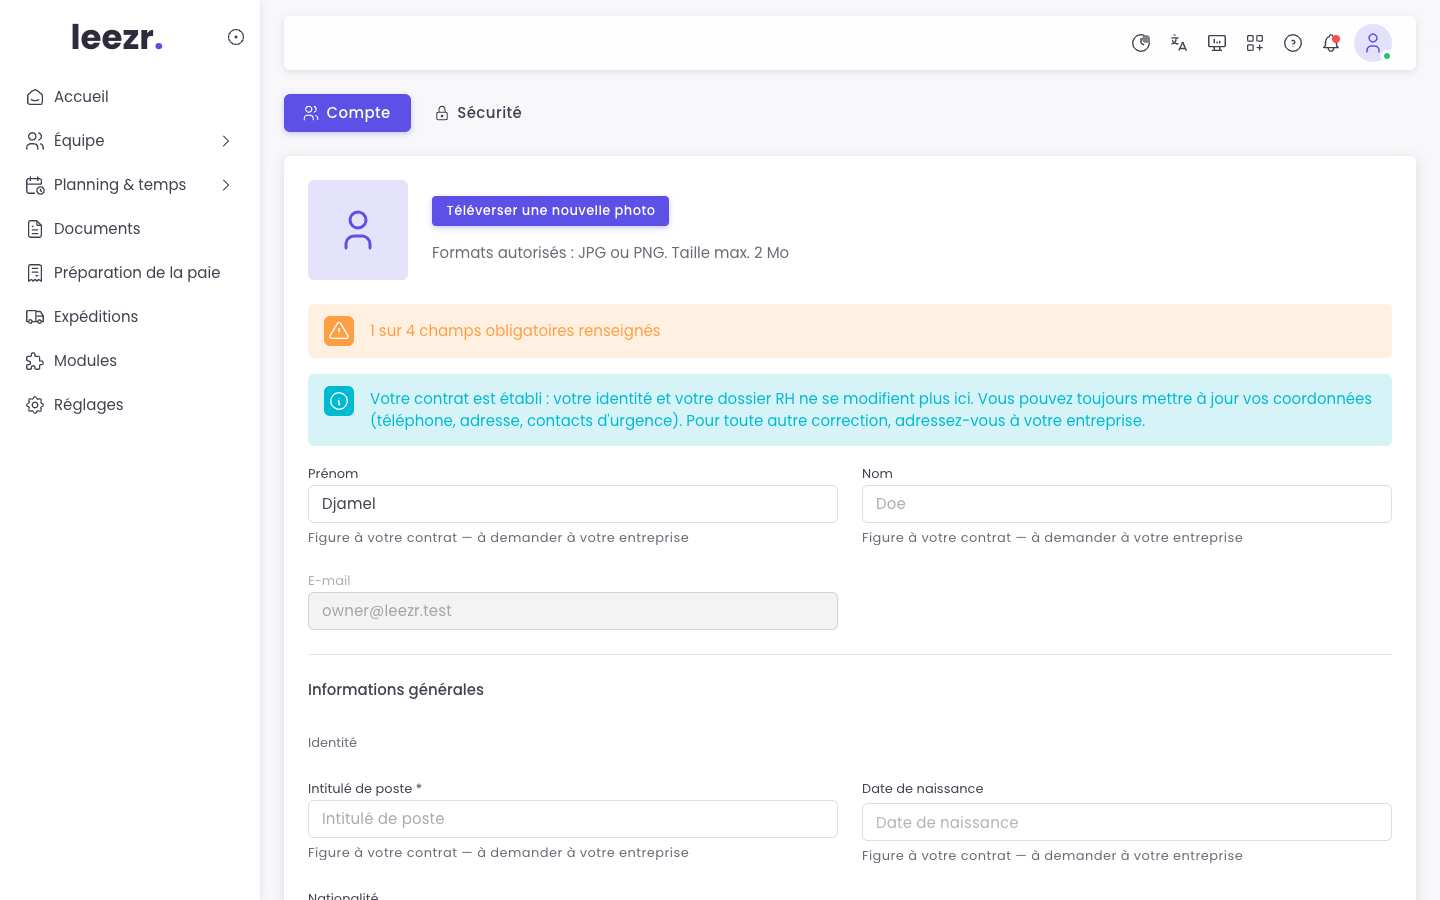 leezr.
Accueil
Équipe
Planning & temps
Documents
Préparation de la paie
Expéditions
Modules
Réglages
Compte
Sécurité
Téléverser une nouvelle photo
Formats autorisés : JPG ou PNG. Taille max. 2 Mo
1 sur 4 champs obligatoires renseignés
Votre contrat est établi : votre identité et votre dossier RH ne se modifient plus ici. Vous pouvez toujours mettre à jour vos coordonnées
(téléphone, adresse, contacts d'urgence). Pour toute autre correction, adressez-vous à votre entreprise.
Prénom
Djamel
Figure à votre contrat — à demander à votre entreprise
Nom
Doe
Figure à votre contrat — à demander à votre entreprise
E-mail
owner@leezr.test
Informations générales
Identité
Intitulé de poste *
Intitulé de poste
Figure à votre contrat — à demander à votre entreprise
Date de naissance
Date de naissance
Figure à votre contrat — à demander à votre entreprise
Nationalité